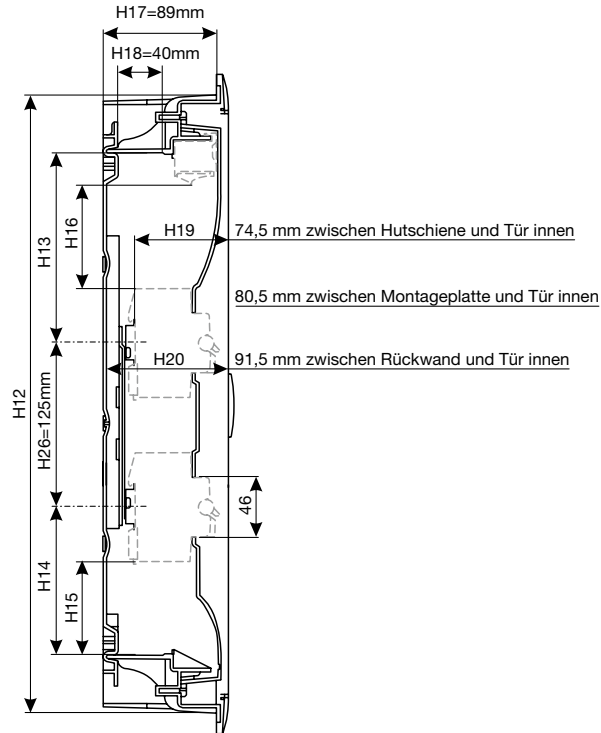 H17=89mm
H18=40mm
H19
74,5 mm zwischen Hutschiene und Tür innen
H16
H13
80,5 mm zwischen Montageplatte und Tür innen
H20
91,5 mm zwischen Rückwand und Tür innen
H12
H26=125mm
46
H14
H15